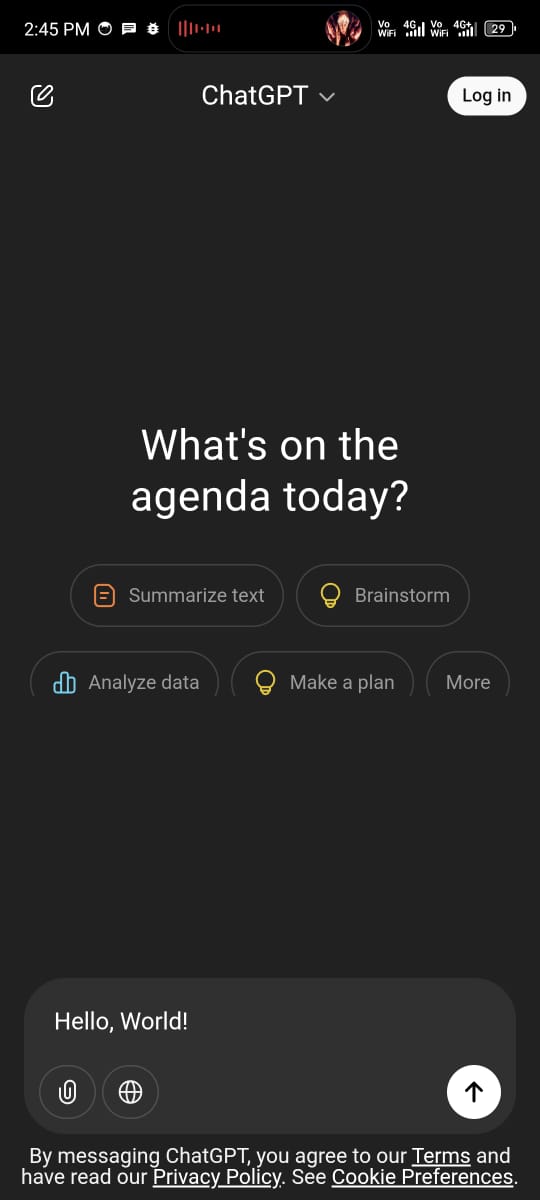 2:45 PM Vo WiFi 4G Vo WiFi 4G+ 29
ChatGPT Log in
What's on the
agenda today?
Summarize text Brainstorm
Analyze data Make a plan More
Hello, World!
By messaging ChatGPT, you agree to our Terms and
have read our Privacy Policy. See Cookie Preferences.